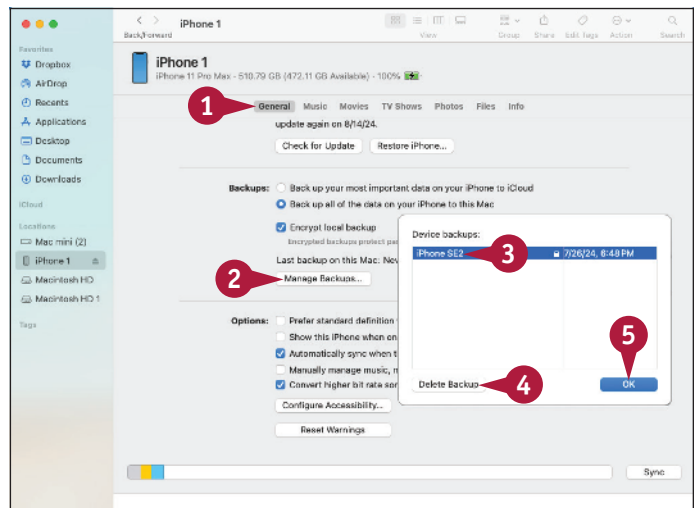 iPhone 1
Back/Forward
View
Group
Share
Edit Tags
Action
Search
Favorites
Dropbox
AirDrop
Recents
Applications
Desktop
Documents
Downloads
iCloud
Locations
Mac mini (2)
iPhone 1
Macintosh HD
Macintosh HD 1
Tags
iPhone 1
iPhone 11 Pro Max - 510.79 GB (472.11 GB Available) - 100%
1
General Music Movies TV Shows Photos Files Info
update again on 8/14/24.
Check for Update Restore iPhone...
Backups: Back up your most important data on your iPhone to iCloud
Back up all of the data on your iPhone to this Mac
Encrypt local backup
Encrypted backups protect
Last backup on this Mac:
2
Manage Backups...
Device backups:
iPhone SE2 7/26/24, 6:48 PM
3
Delete Backup
4
OK
5
Options: Prefer standard definition
Show this iPhone when
Automatically sync when
Manually manage music,
Convert higher bit rate
Configure Accessibility...
Reset Warnings
Sync